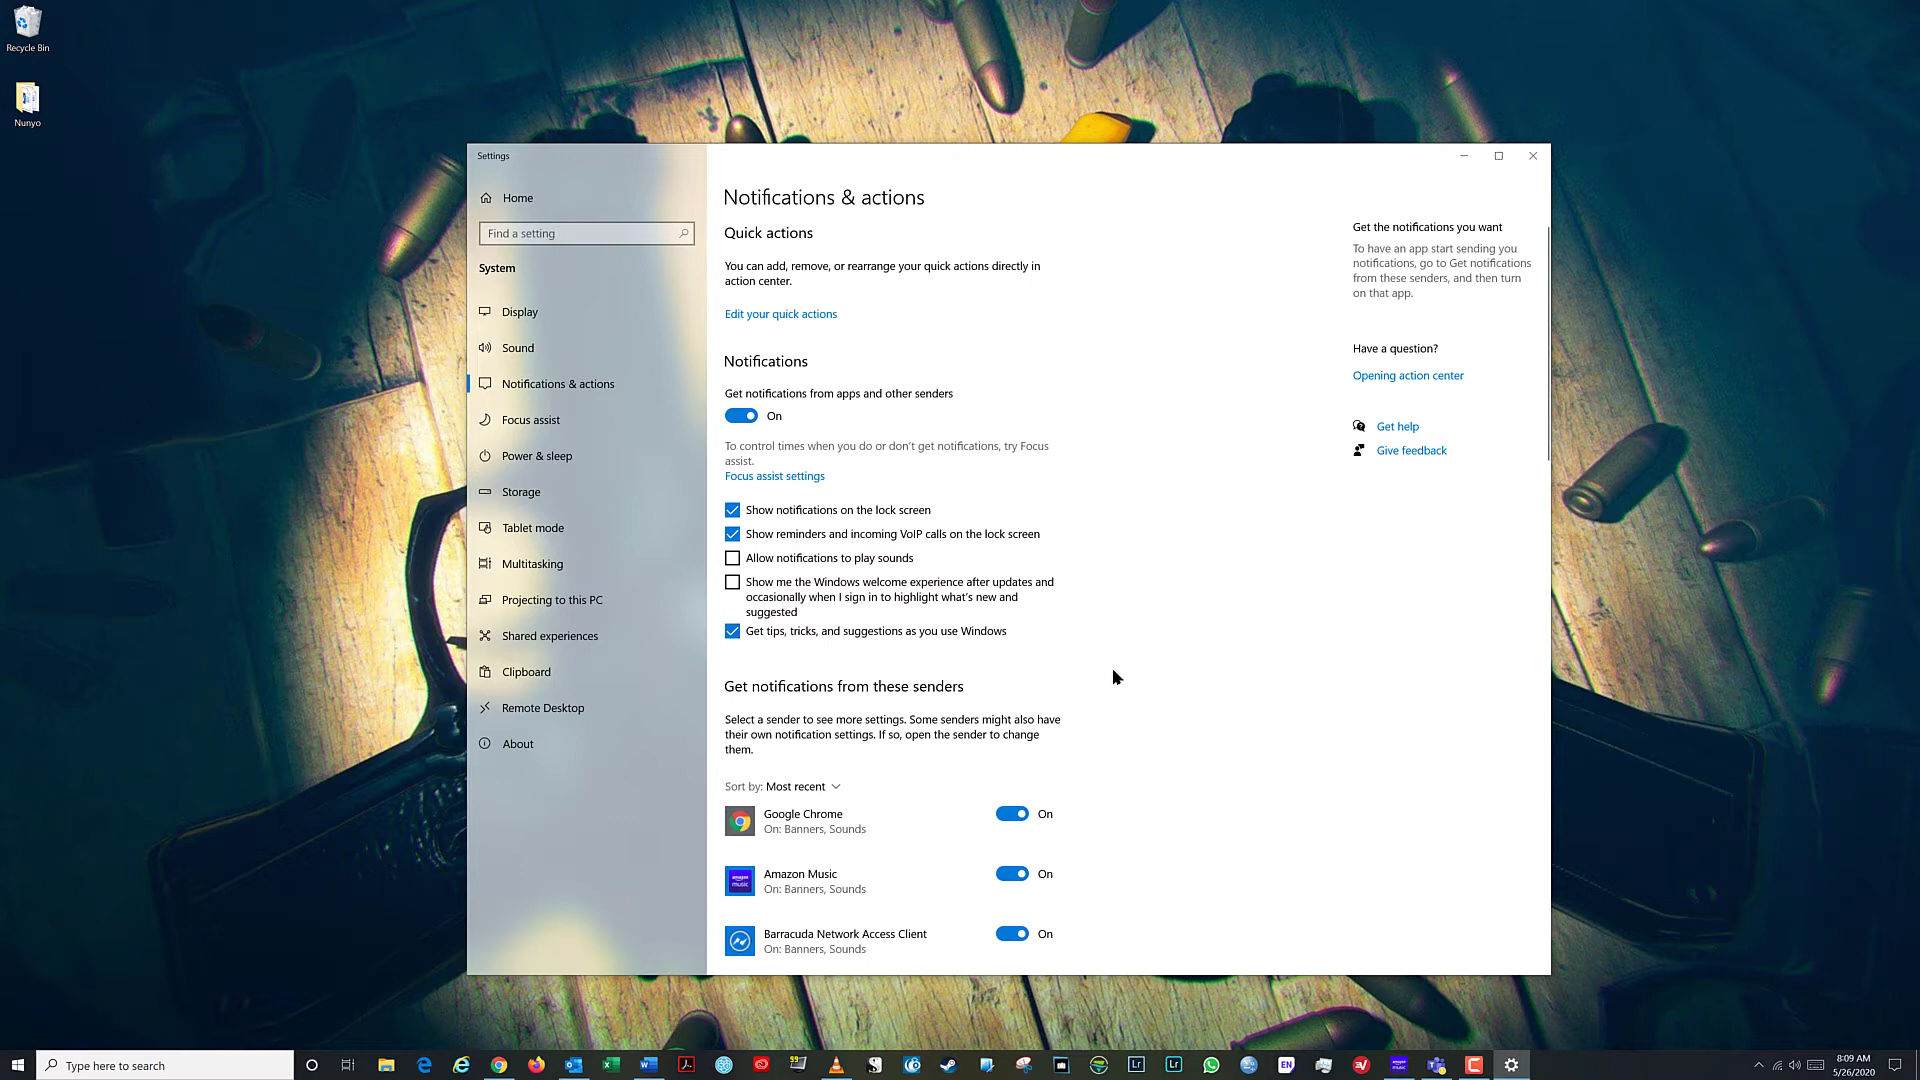 Recycle Bin
Nunyo
Settings
Home
Find a setting
System
Display
Sound
Notifications & actions
Focus assist
Power & sleep
Storage
Tablet mode
Multitasking
Projecting to this PC
Shared experiences
Clipboard
Remote Desktop
About
Notifications & actions
Quick actions
You can add, remove, or rearrange your quick actions directly in
action center.
Edit your quick actions
Notifications
Get notifications from apps and other senders
On
To control times when you do or don't get notifications, try Focus
assist.
Focus assist settings
Show notifications on the lock screen
Show reminders and incoming VoIP calls on the lock screen
Allow notifications to play sounds
Show me the Windows welcome experience after updates and
occasionally when I sign in to highlight what's new and
suggested
Get tips, tricks, and suggestions as you use Windows
Get notifications from these senders
Select a sender to see more settings. Some senders might also have
their own notification settings. If so, open the sender to change
them.
Sort by: Most recent
Google Chrome
On: Banners, Sounds
On
Amazon Music
On: Banners, Sounds
On
Barracuda Network Access Client
On: Banners, Sounds
On
Get the notifications you want
To have an app start sending you
notifications, go to Get notifications
from these senders, and then turn
on that app.
Have a question?
Opening action center
Get help
Give feedback
Type here to search
EN
8:09 AM
5/26/2020